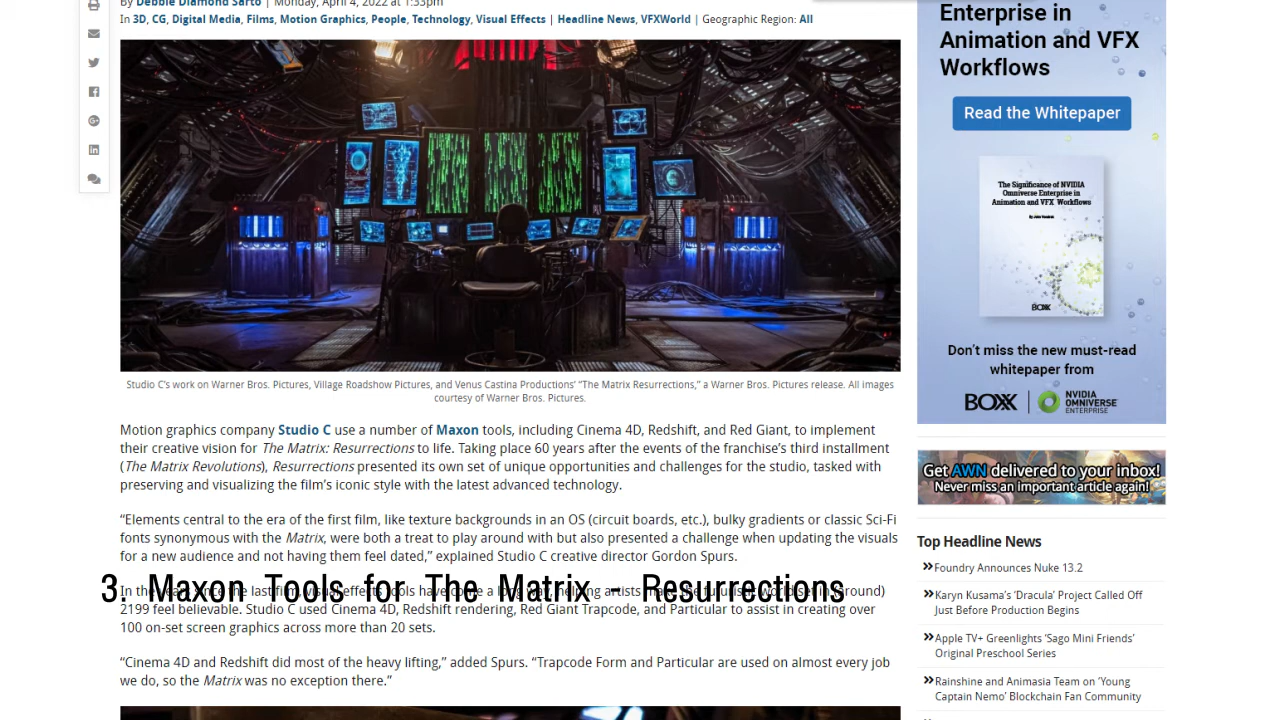 By Debbie Diamond Sarto | Monday, April 4, 2022 at 1:33pm
In 3D, CG, Digital Media, Films, Motion Graphics, People, Technology, Visual Effects | Headline News, VFXWorld | Geographic Region: All
Studio C’s work on Warner Bros. Pictures, Village Roadshow Pictures, and Venus Castina Productions’ “The Matrix Resurrections,” a Warner Bros. Pictures release. All images
courtesy of Warner Bros. Pictures.
Motion graphics company Studio C use a number of Maxon tools, including Cinema 4D, Redshift, and Red Giant, to implement
their creative vision for The Matrix: Resurrections to life. Taking place 60 years after the events of the franchise’s third installment
(The Matrix Revolutions), Resurrections presented its own set of unique opportunities and challenges for the studio, tasked with
preserving and visualizing the film’s iconic style with the latest advanced technology.
“Elements central to the era of the first film, like texture backgrounds in an OS (circuit boards, etc.), bulky gradients or classic Sci-Fi
fonts synonymous with the Matrix, were both a treat to play around with but also presented a challenge when updating the visuals
for a new audience and not having them feel dated,” explained Studio C creative director Gordon Spurs.
3. Maxon Tools for The Matrix - Resurrections
In the years since the last film, visual effects tools have come a long way, helping artists make the futuristic world set in (around)
2199 feel believable. Studio C used Cinema 4D, Redshift rendering, Red Giant Trapcode, and Particular to assist in creating over
100 on-set screen graphics across more than 20 sets.
“Cinema 4D and Redshift did most of the heavy lifting,” added Spurs. “Trapcode Form and Particular are used on almost every job
we do, so the Matrix was no exception there.”
Enterprise in
Animation and VFX
Workflows
Read the Whitepaper
The Significance of NVIDIA
Omniverse Enterprise in
Animation and VFX Workflows
BOXX
Don’t miss the new must-read
whitepaper from
BOXX | NVIDIA
OMNIVERSE
ENTERPRISE
Get AWN delivered to your inbox!
Never miss an important article again!
Top Headline News
Foundry Announces Nuke 13.2
Karyn Kusama’s ‘Dracula’ Project Called Off
Just Before Production Begins
Apple TV+ Greenlights ‘Sago Mini Friends’
Original Preschool Series
Rainshine and Animasia Team on ‘Young
Captain Nemo’ Blockchain Fan Community